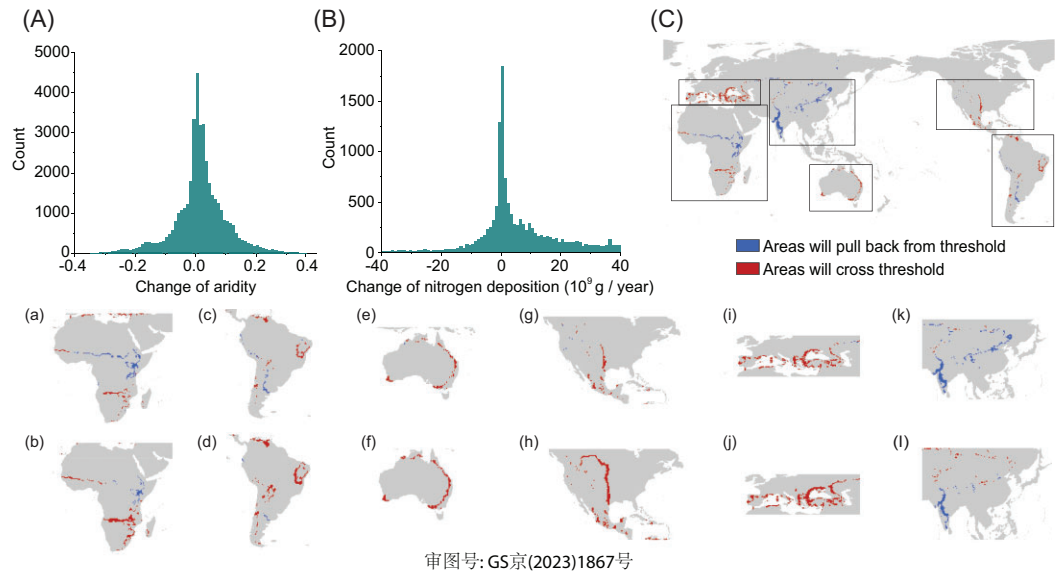 (A)
(B)
(C)
5000
4000
3000
2000
1000
0
Count
-0.4
-0.2
0.0
0.2
0.4
Change of aridity
2000
1500
1000
500
0
Count
-40
-20
0
20
40
Change of nitrogen deposition (10⁹ g / year)
Areas will pull back from threshold
Areas will cross threshold
(a)
(c)
(e)
(g)
(i)
(k)
(b)
(d)
(f)
(h)
(j)
(l)
审图号: GS京(2023)1867号